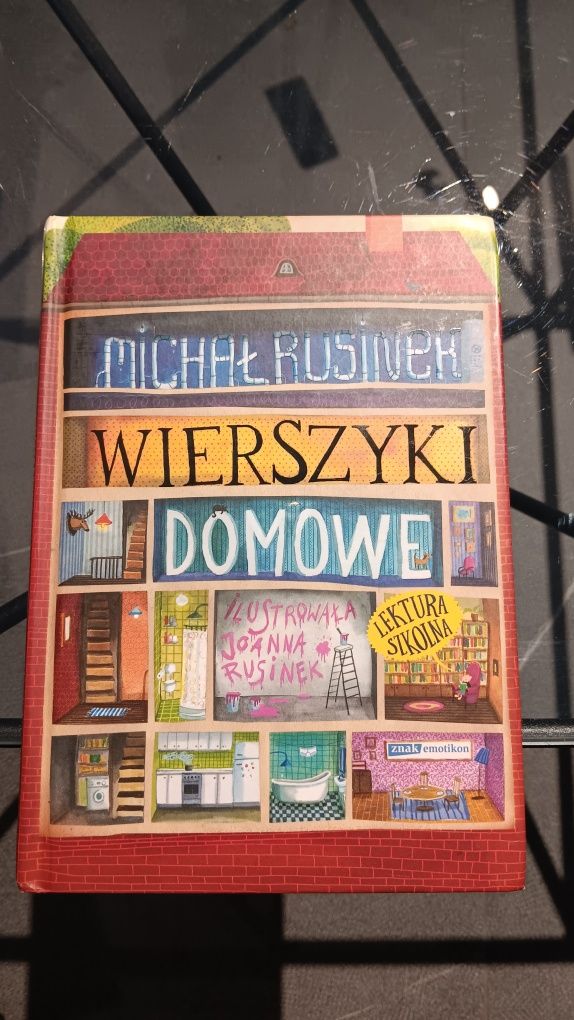 MICHAŁ RUSINEK
WIERSZYKI
DOMOWE
ILUSTROWAŁA
JOANNA
RUSINEK
LEKTURA
SZKOLNA
znak emotikon